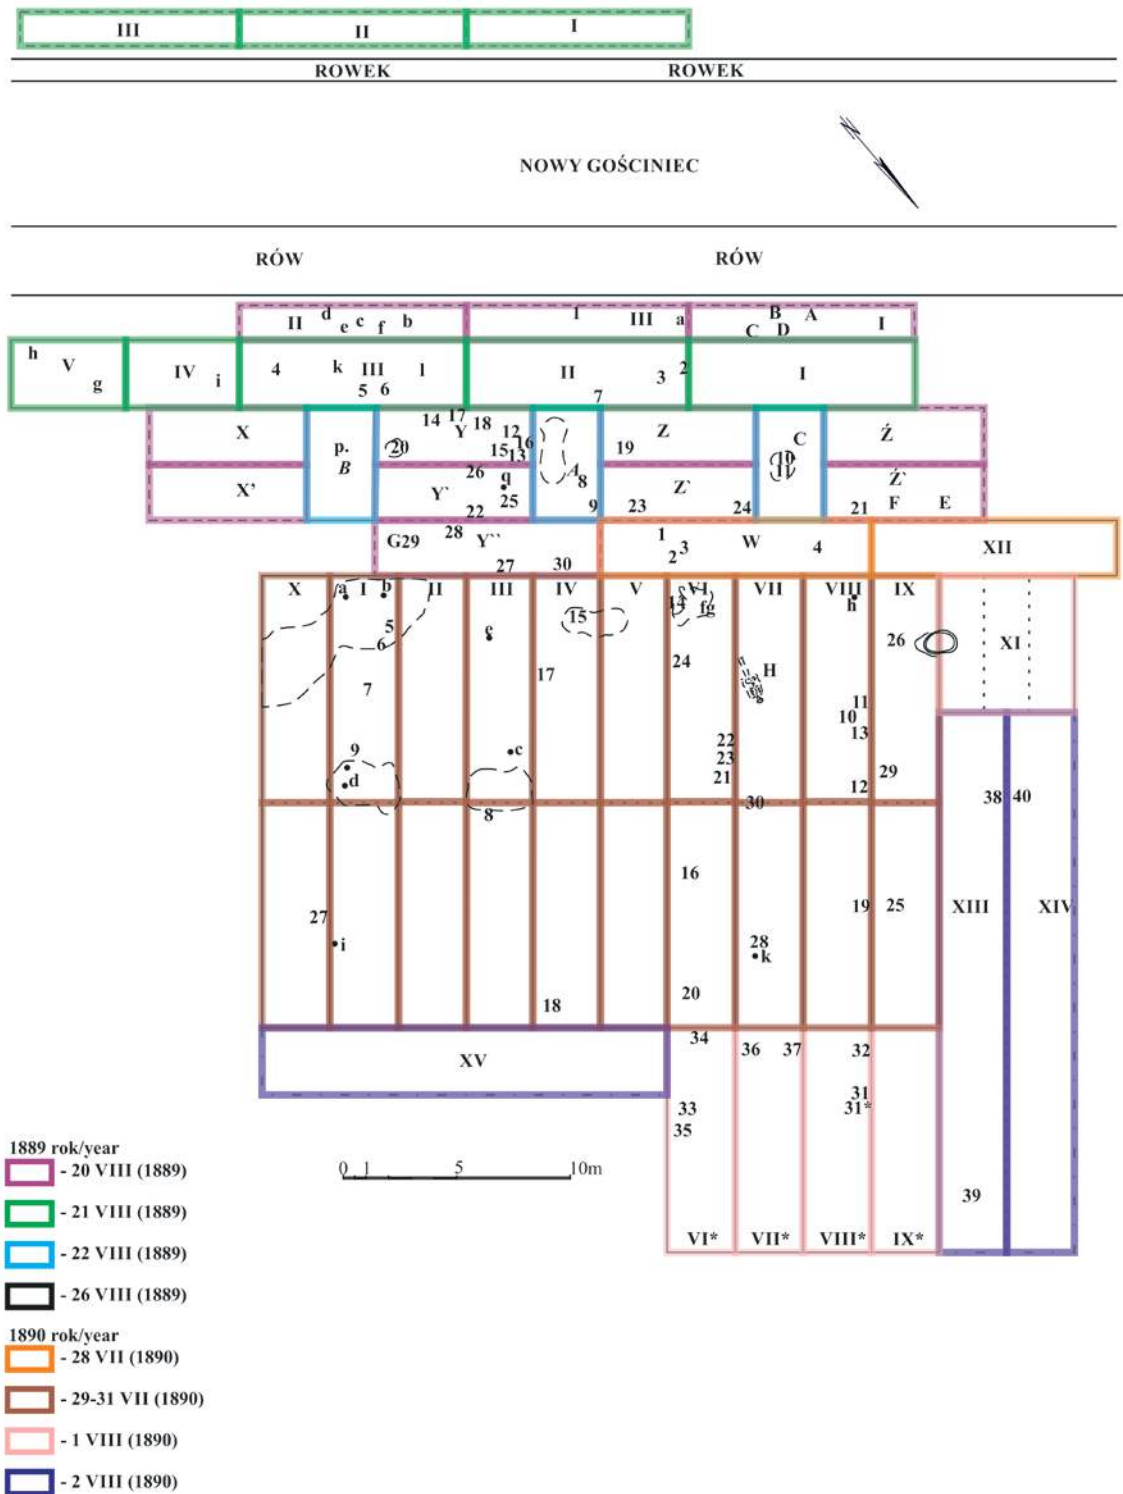 III II I
ROWEK ROWEK
N
NOWY GOŚCINIEC
RÓW RÓW
II d e c f b I III a B A C D I
h V g IV i 4 k III l 5 6 II 3 2 7 I
X p. B 20 14 17 Y 18 12 16 15 13 A 8 19 Z C 10 11 Ź
X' Y` 26 q 25 22 9 23 Z` 24 21 Ź` F E
G29 28 Y`` 27 30 1 2 3 W 4 XII
X I II III IV V VI VII VIII IX
a b 5 6 e 15 14 fg h 26 XI
7 17 24 H
11
10
13
9 d c 22 23 21 12 29
8 30 38 40
16
27 i 19 25 XIII XIV
28
k
18 20
XV 34 36 37 32
31
33 31*
35
39
VI* VII* VIII* IX*
0 1 5 10m
1889 rok/year
- 20 VIII (1889)
- 21 VIII (1889)
- 22 VIII (1889)
- 26 VIII (1889)
1890 rok/year
- 28 VII (1890)
- 29-31 VII (1890)
- 1 VIII (1890)
- 2 VIII (1890)